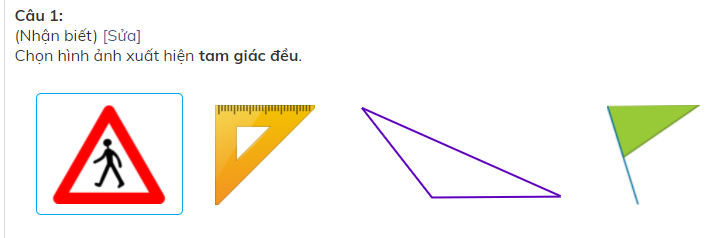 Câu 1:
(Nhận biết) [Sửa]
Chọn hình ảnh xuất hiện tam giác đều.